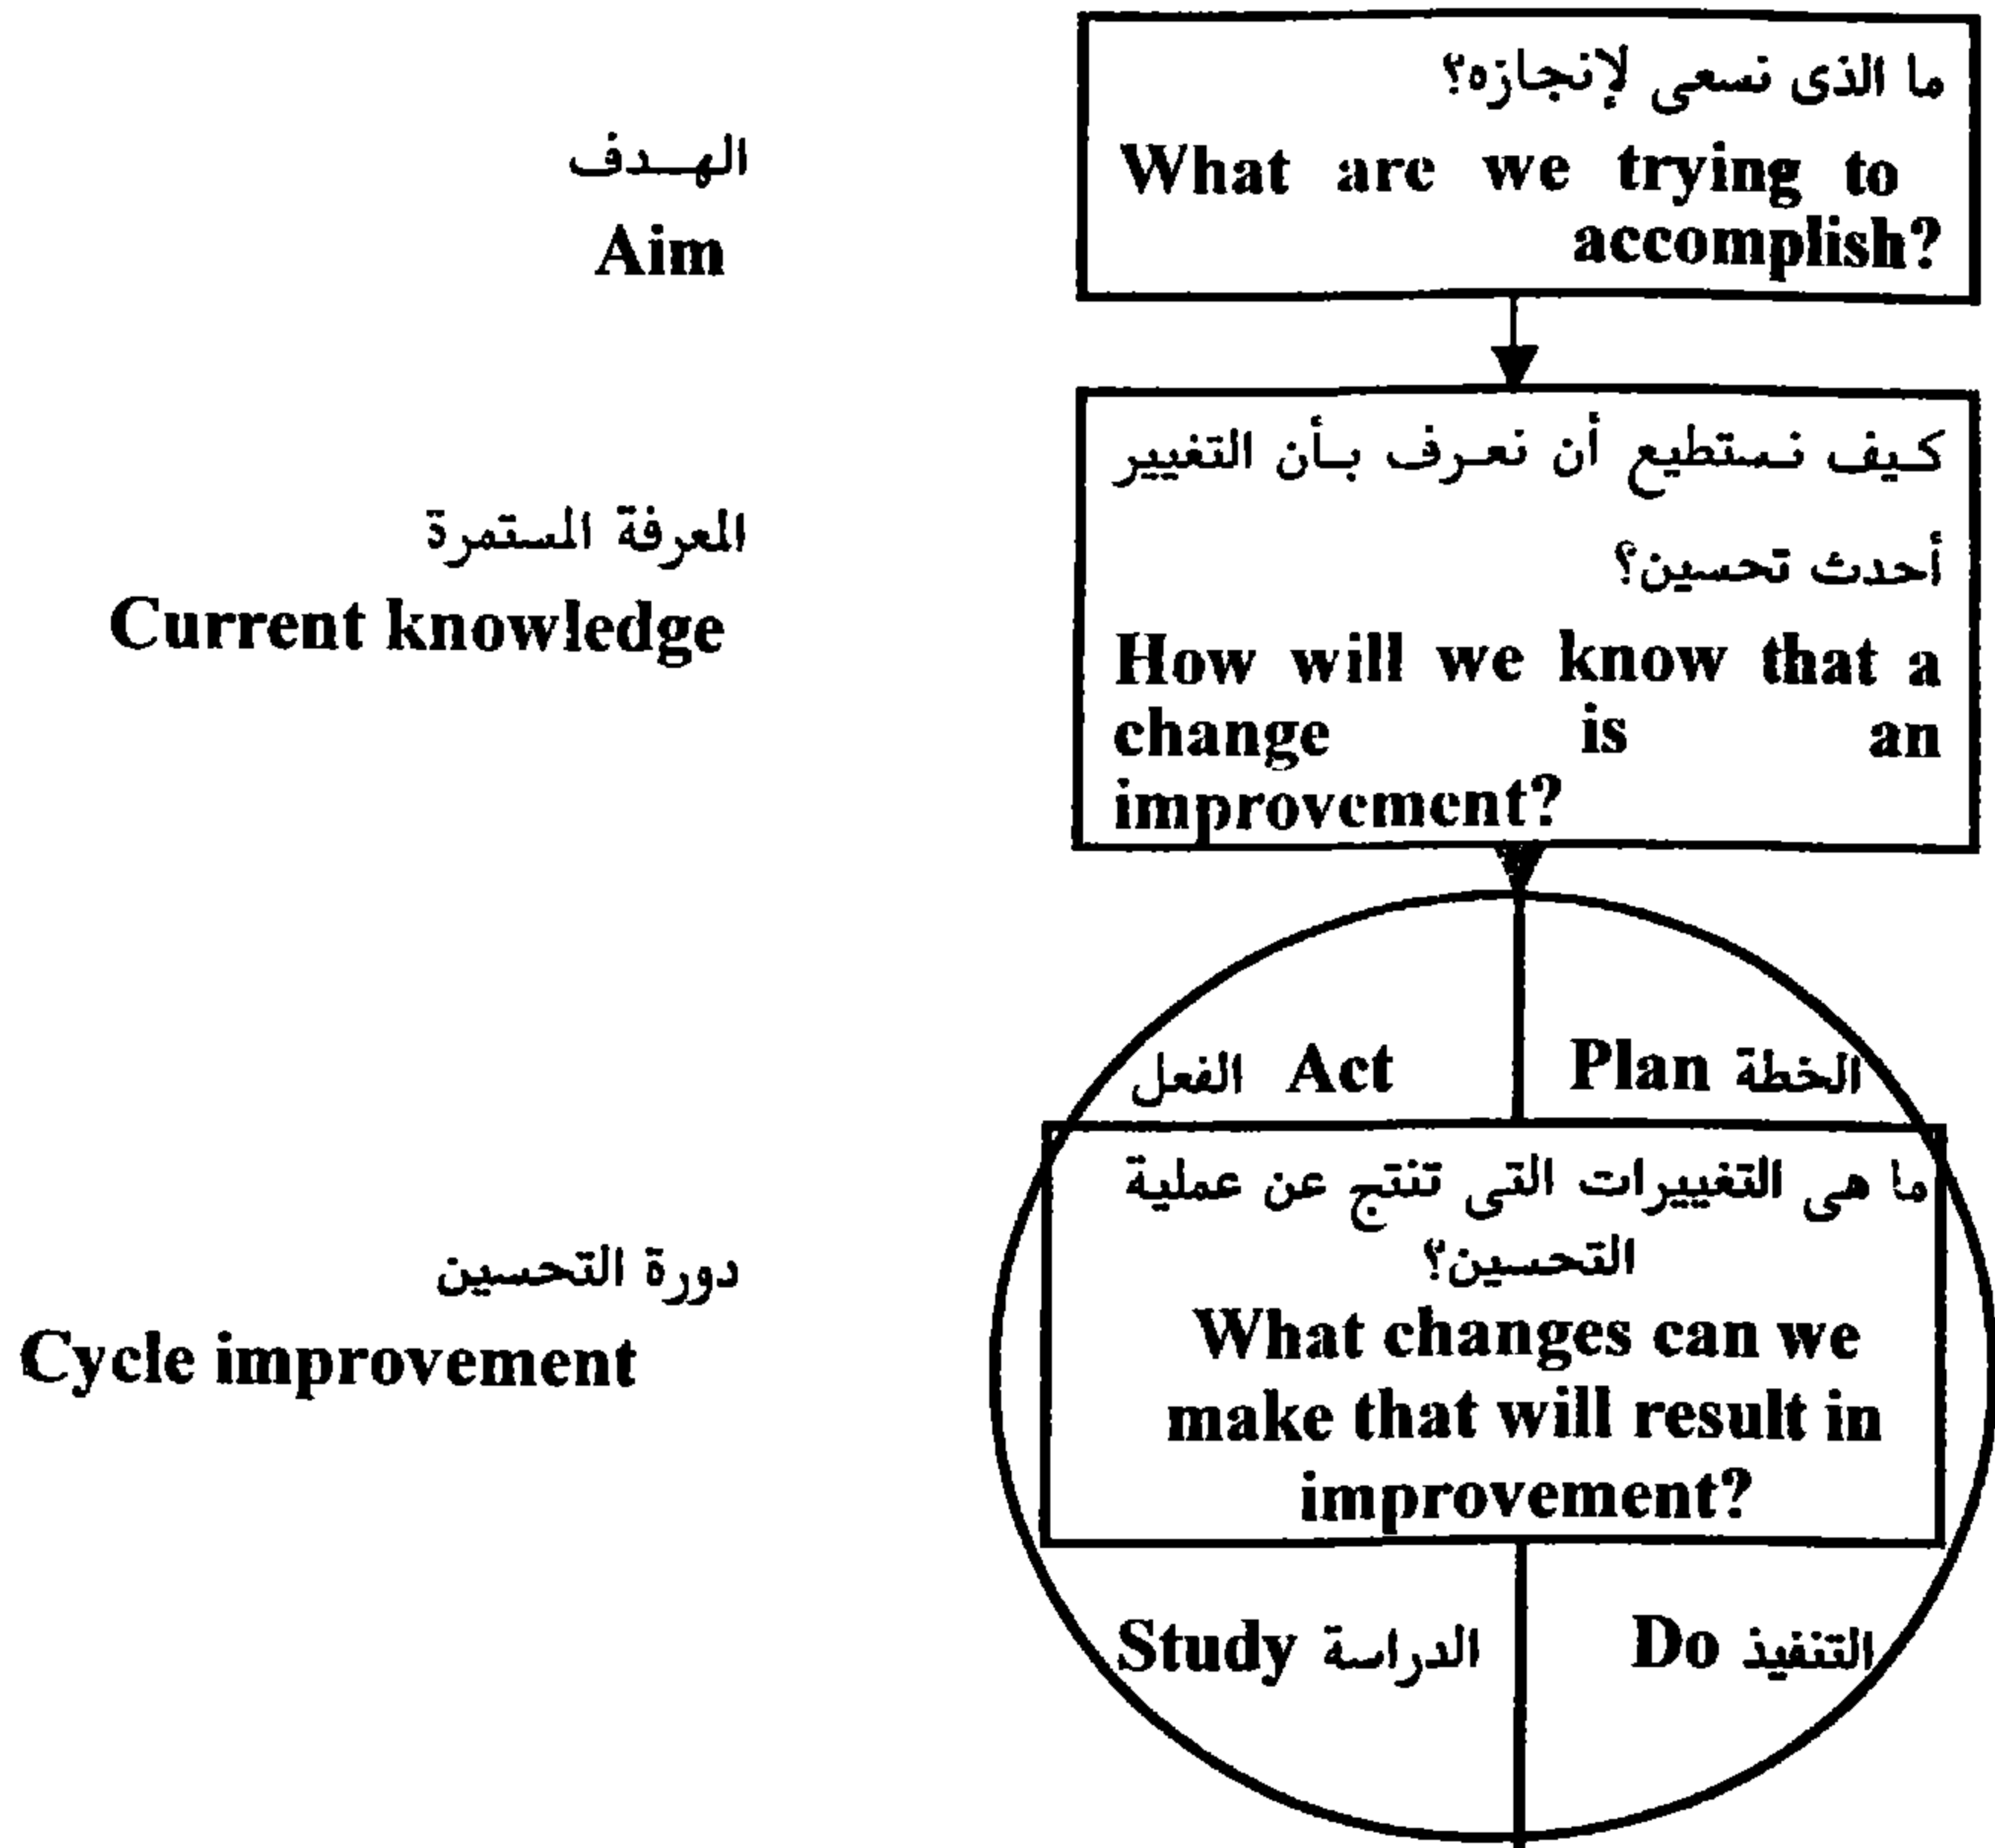 ما الذى نسعى لإنجازه؟
What are we trying to
accomplish?
الهدف
Aim
كيف نستطيع أن نعرف بأن التغيير
أحدث تحسين؟
How will we know that a
change is an
improvement?
المعرفة المستمرة
Current knowledge
الفعل Act
Plan الخطة
ما هى التغييرات التى تنتج عن عملية
التحسين؟
What changes can we
make that will result in
improvement?
دورة التحسين
Cycle improvement
Study الدراسة
Do التنفيذ